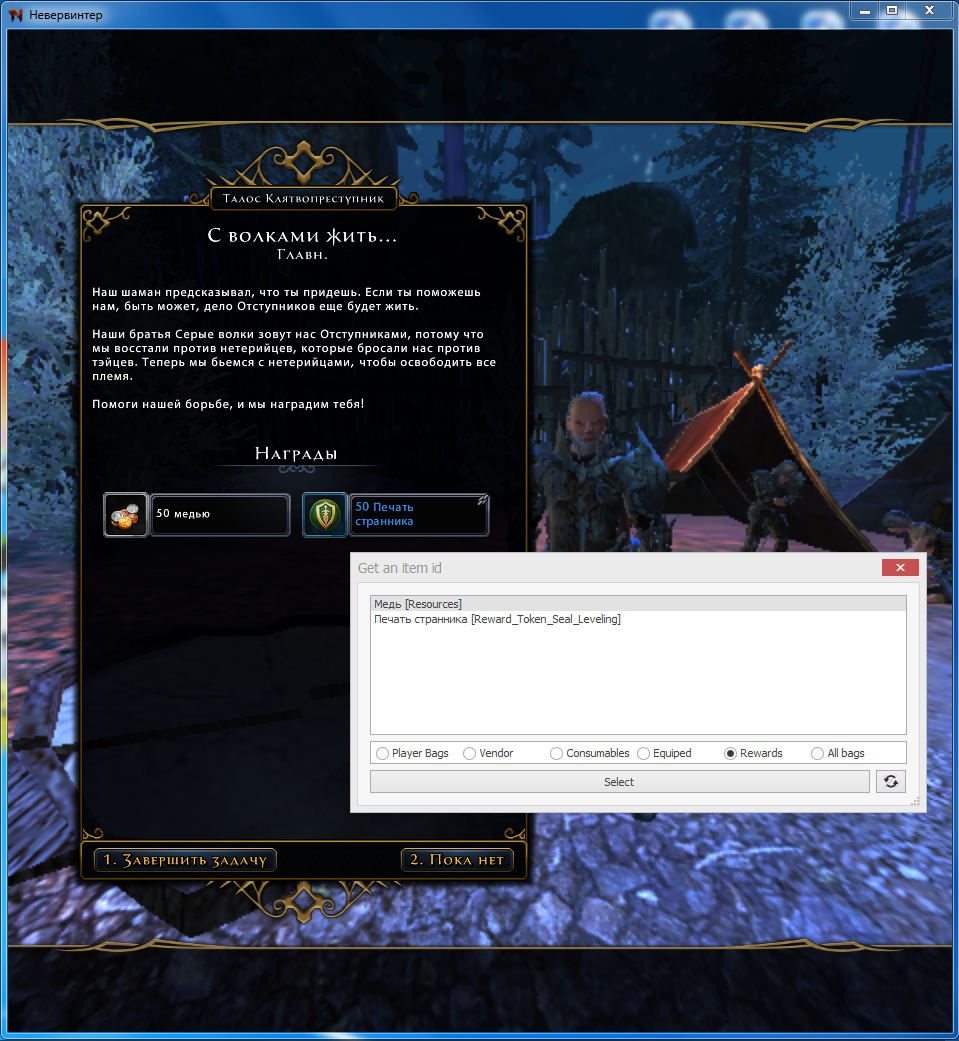 Невервинтер
Талос Клятвопреступник
С волками жить...
Главн.
Наш шаман предсказывал, что ты придешь. Если ты поможешь
нам, быть может, дело Отступников еще будет жить.
Наши братья Серые волки зовут нас Отступниками, потому что
мы восстали против нетерийцев, которые бросали нас против
тэйцев. Теперь мы бьемся с нетерийцами, чтобы освободить все
племя.
Помоги нашей борьбе, и мы наградим тебя!
Награды
50 медью
50 Печать
странника
Get an item id
Медь [Resources]
Печать странника [Reward_Token_Seal_Leveling]
Player Bags Vendor Consumables Equiped Rewards All bags
Select
1. Завершить задачу 2. Пока нет